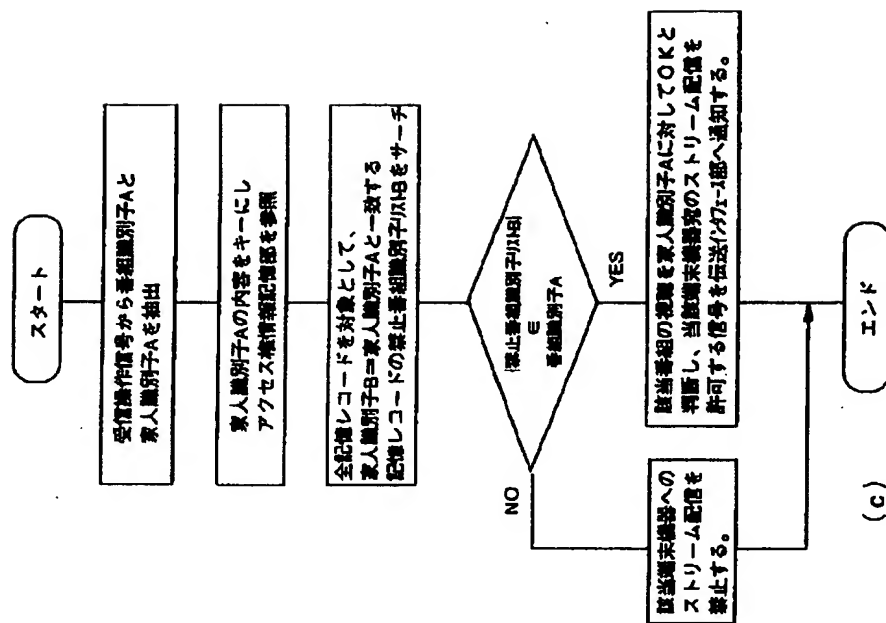 スタート
受信操作信号から番組識別子Aと
家人識別子Aを抽出
家人識別子Aの内容をキーにし
アクセス権情報記憶部を参照
全記憶レコードを対象として、
家人識別子B=家人識別子Aと一致する
記憶レコードの禁止番組識別子リストBをサーチ
{禁止番組識別子リストB}
∈
番組識別子A
NO
YES
該当端末機器への
ストリーム配信を
禁止する。
該当番組の視聴を家人識別子Aに対してOKと
判断し、当該端末機器宛のストリーム配信を
許可する信号を伝送インタフェース部へ通知する。
エンド
(c)